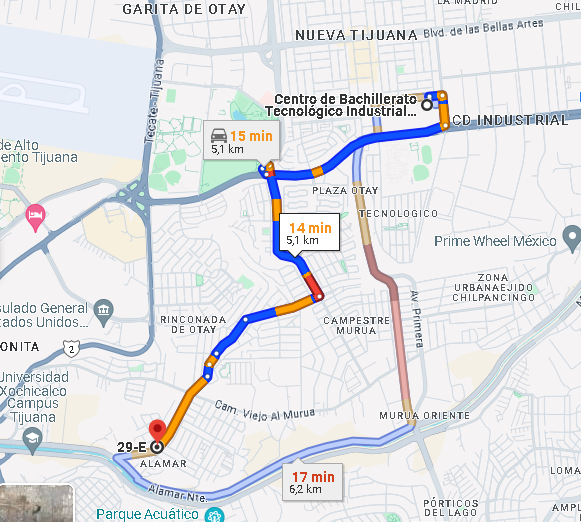 GARITA DE OTAY
LA MADRID
NUEVA TIJUANA
Blvd. de las Bellas Artes
Tecate-Tijuana
Centro de Bachillerato
Tecnológico Industrial...
CD INDUSTRIAL
15 min
5,1 km
de Alto
ento Tijuana
PLAZA OTAY
TECNOLOGICO
14 min
5,1 km
Prime Wheel México
ZONA
URBANAEJIDO
CHILPANCINGO
Av. Primera
sulado General
stados Unidos...
RINCONADA
DE OTAY
CAMPESTRE
MURUA
BONITA
2
Universidad
Xochicalco
Campus
Tijuana
Cam. Viejo Al Murua
MURUA ORIENTE
29-E
ALAMAR
17 min
6,2 km
Alamar Nte.
LOMA
AMPL
Parque Acuático
PÓRTICOS
DE LAGO